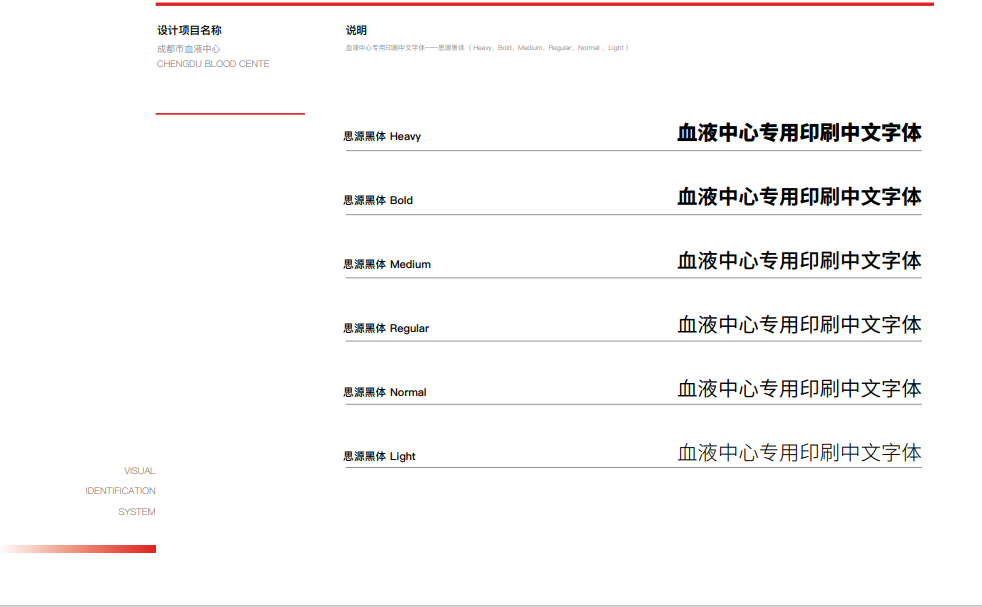 设计项目名称
成都市血液中心
CHENGDU BLOOD CENTE
说明
血液中心专用印刷中文字体——思源黑体（Heavy、Bold、Medium、Regular、Normal 、Light ）
思源黑体 Heavy
血液中心专用印刷中文字体
思源黑体 Bold
血液中心专用印刷中文字体
思源黑体 Medium
血液中心专用印刷中文字体
思源黑体 Regular
血液中心专用印刷中文字体
思源黑体 Normal
血液中心专用印刷中文字体
思源黑体 Light
血液中心专用印刷中文字体
VISUAL
IDENTIFICATION
SYSTEM